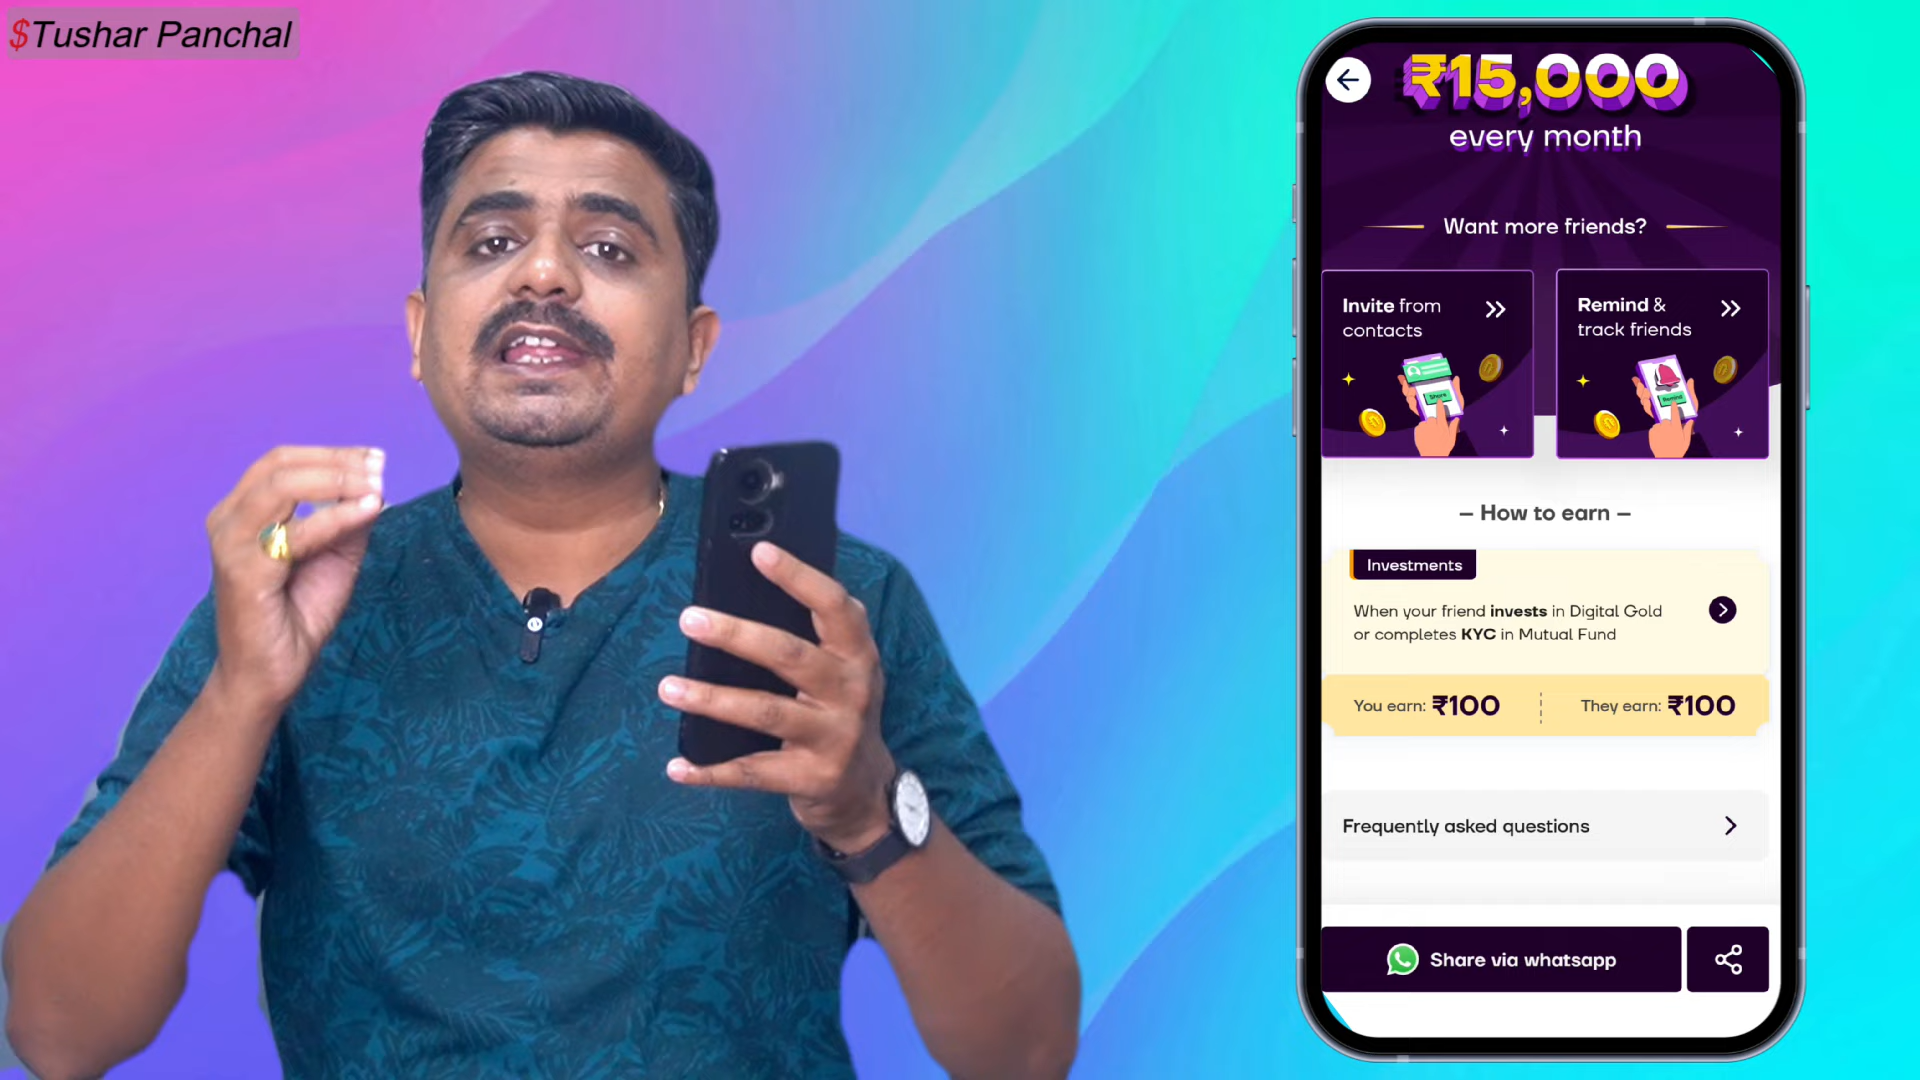 $Tushar Panchal
₹15,000
every month
Want more friends?
Invite from
contacts
Remind &
track friends
Share
Remind
– How to earn –
Investments
When your friend invests in Digital Gold
or completes KYC in Mutual Fund
You earn: ₹100
They earn: ₹100
Frequently asked questions
Share via whatsapp